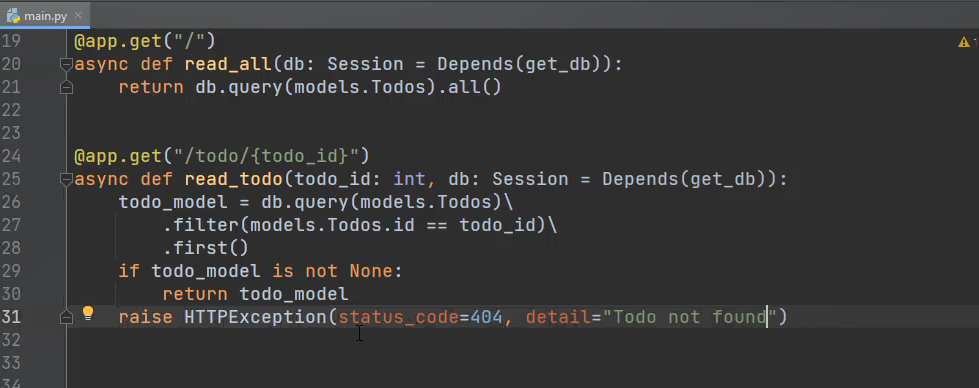 main.py
19 @app.get("/")
20 async def read_all(db: Session = Depends(get_db)):
21     return db.query(models.Todos).all()
22
23
24 @app.get("/todo/{todo_id}")
25 async def read_todo(todo_id: int, db: Session = Depends(get_db)):
26     todo_model = db.query(models.Todos)\
27         .filter(models.Todos.id == todo_id)\
28         .first()
29     if todo_model is not None:
30         return todo_model
31     raise HTTPException(status_code=404, detail="Todo not found")
32
33
34